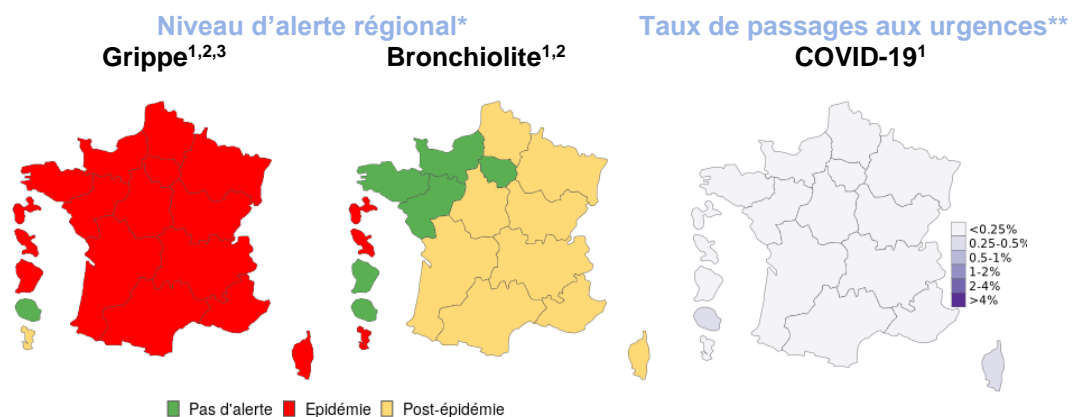 Niveau d’alerte régional*
Taux de passages aux urgences**
Grippe1,2,3
Bronchiolite1,2
COVID-191
<0.25%
0.25-0.5%
0.5-1%
1-2%
2-4%
>4%
Pas d'alerte
Epidémie
Post-épidémie